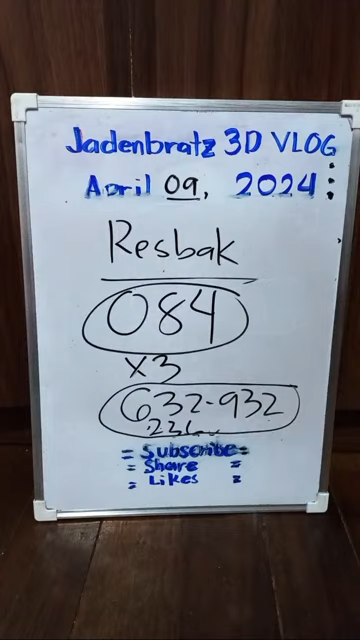 Jadenbratz 3D VLOG
April 09, 2024
Resbak
084
x3
632-932
= Subscribe =
= Share =
= Likes =